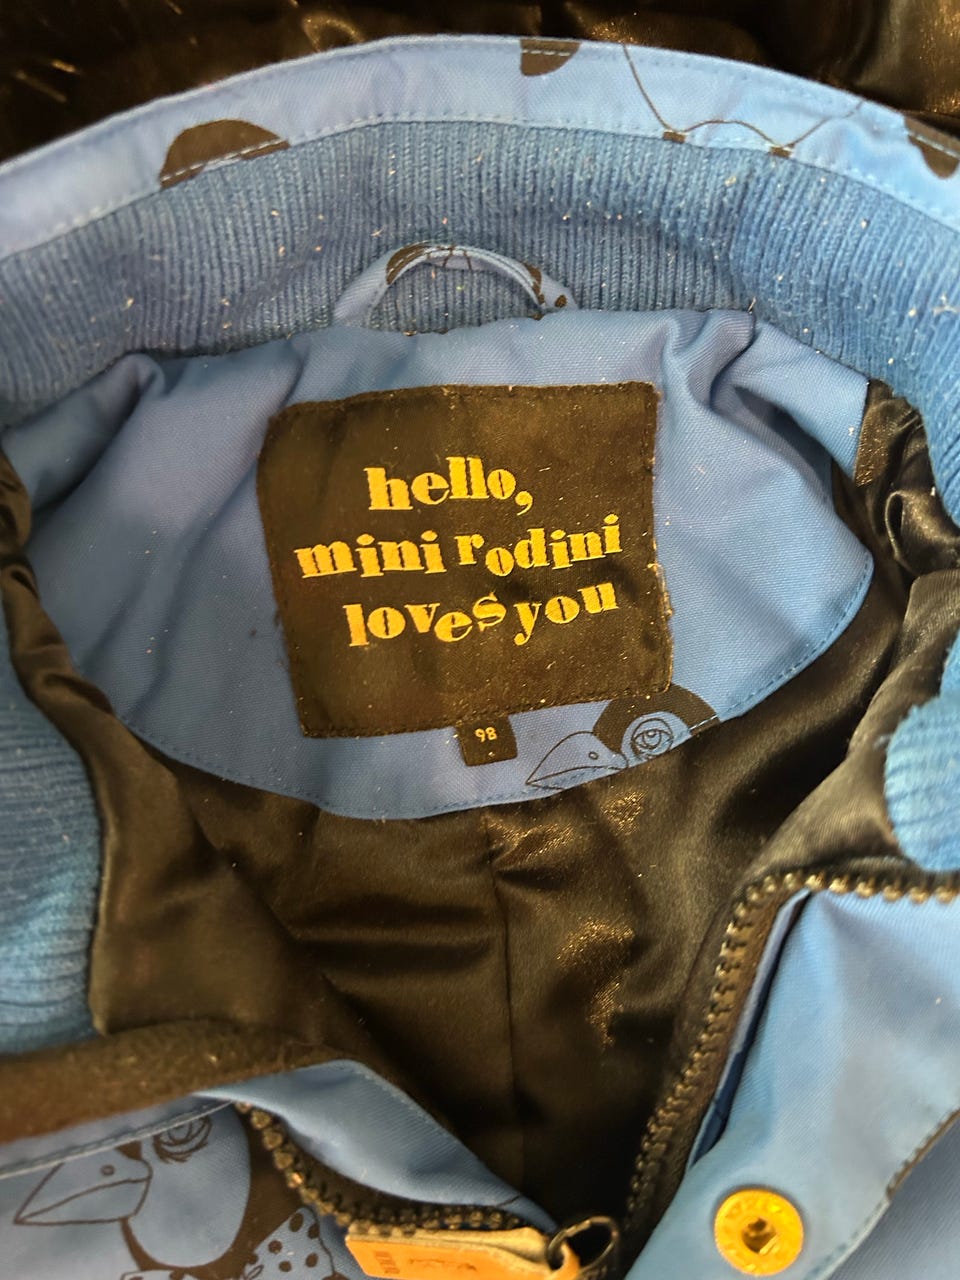 hello,
mini rodini
loves you
98